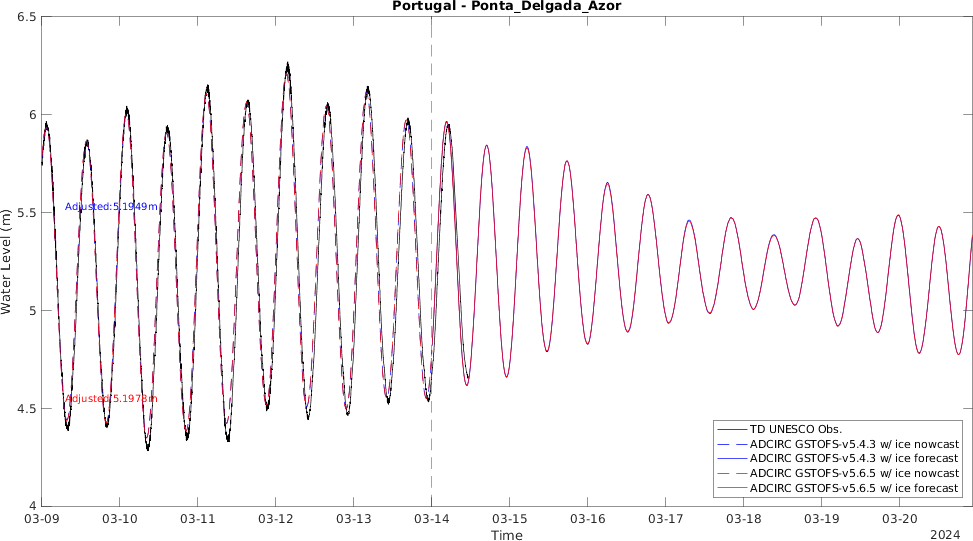 Portugal - Ponta_Delgada_Azor
6.5
6
5.5
5
4.5
4
Water Level (m)
Adjusted:5.1949m
Adjusted:5.1978m
TD UNESCO Obs.
ADCIRC GSTOFS-v5.4.3 w/ ice nowcast
ADCIRC GSTOFS-v5.4.3 w/ ice forecast
ADCIRC GSTOFS-v5.6.5 w/ ice nowcast
ADCIRC GSTOFS-v5.6.5 w/ ice forecast
03-09 03-10 03-11 03-12 03-13 03-14 03-15 03-16 03-17 03-18 03-19 03-20
Time
2024